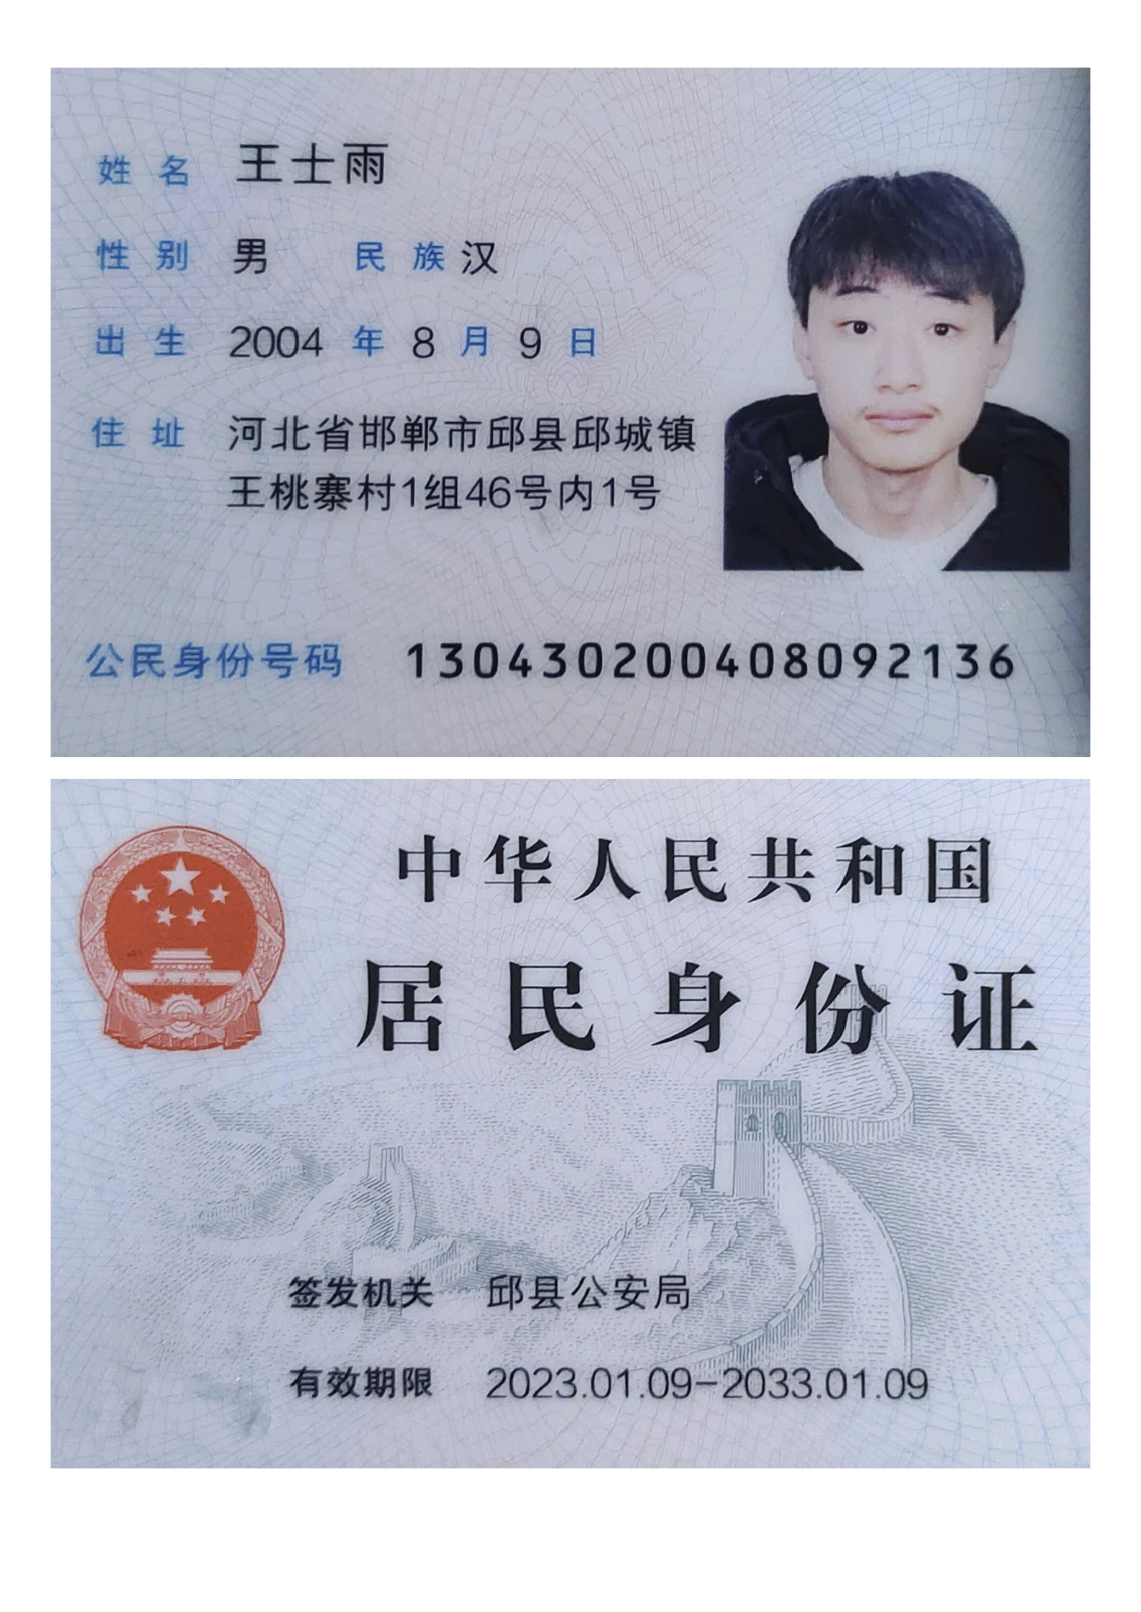 姓名 王士雨
性别 男 民族 汉
出生 2004 年 8 月 9 日
住址 河北省邯郸市邱县邱城镇
王桃寨村1组46号内1号
公民身份号码 130430200408092136
中华人民共和国
居民身份证
签发机关 邱县公安局
有效期限 2023.01.09-2033.01.09